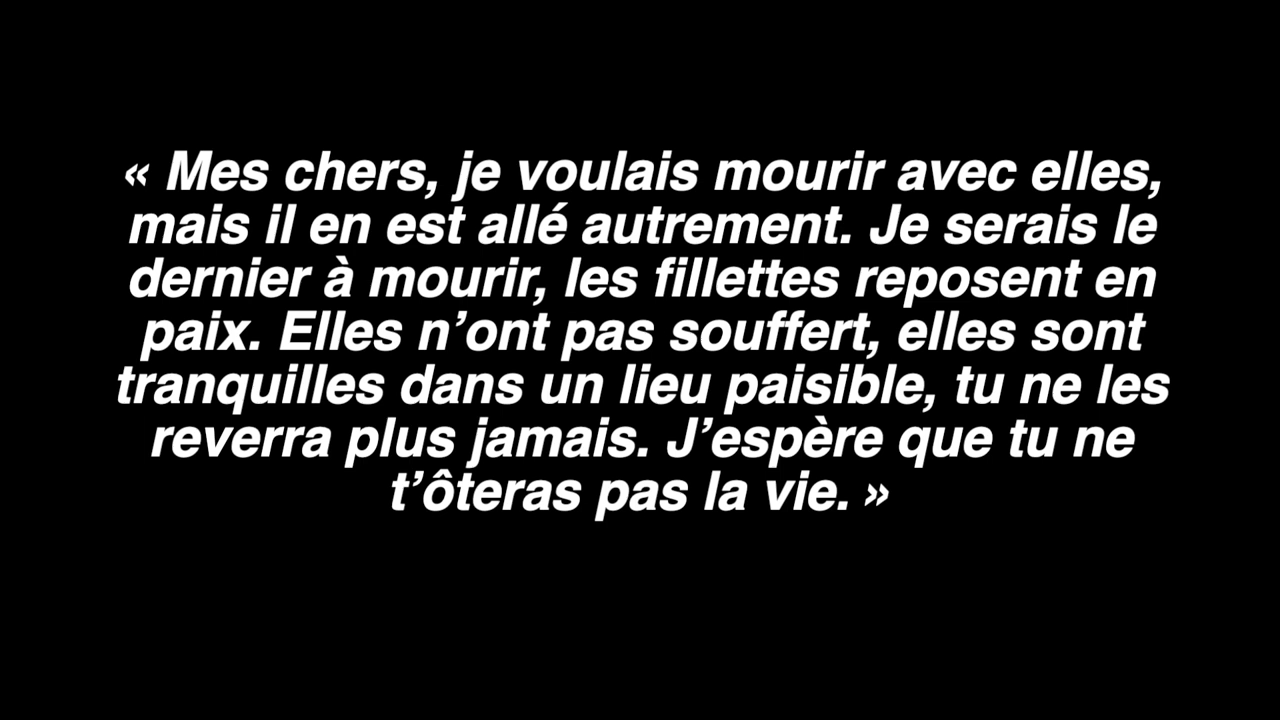 « Mes chers, je voulais mourir avec elles,
mais il en est allé autrement. Je serais le
dernier à mourir, les fillettes reposent en
paix. Elles n’ont pas souffert, elles sont
tranquilles dans un lieu paisible, tu ne les
reverra plus jamais. J’espère que tu ne
t’ôteras pas la vie. »